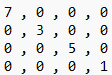 7 , 0 , 0 , 0
0 , 3 , 0 , 0
0 , 0 , 5 , 0
0 , 0 , 0 , 1